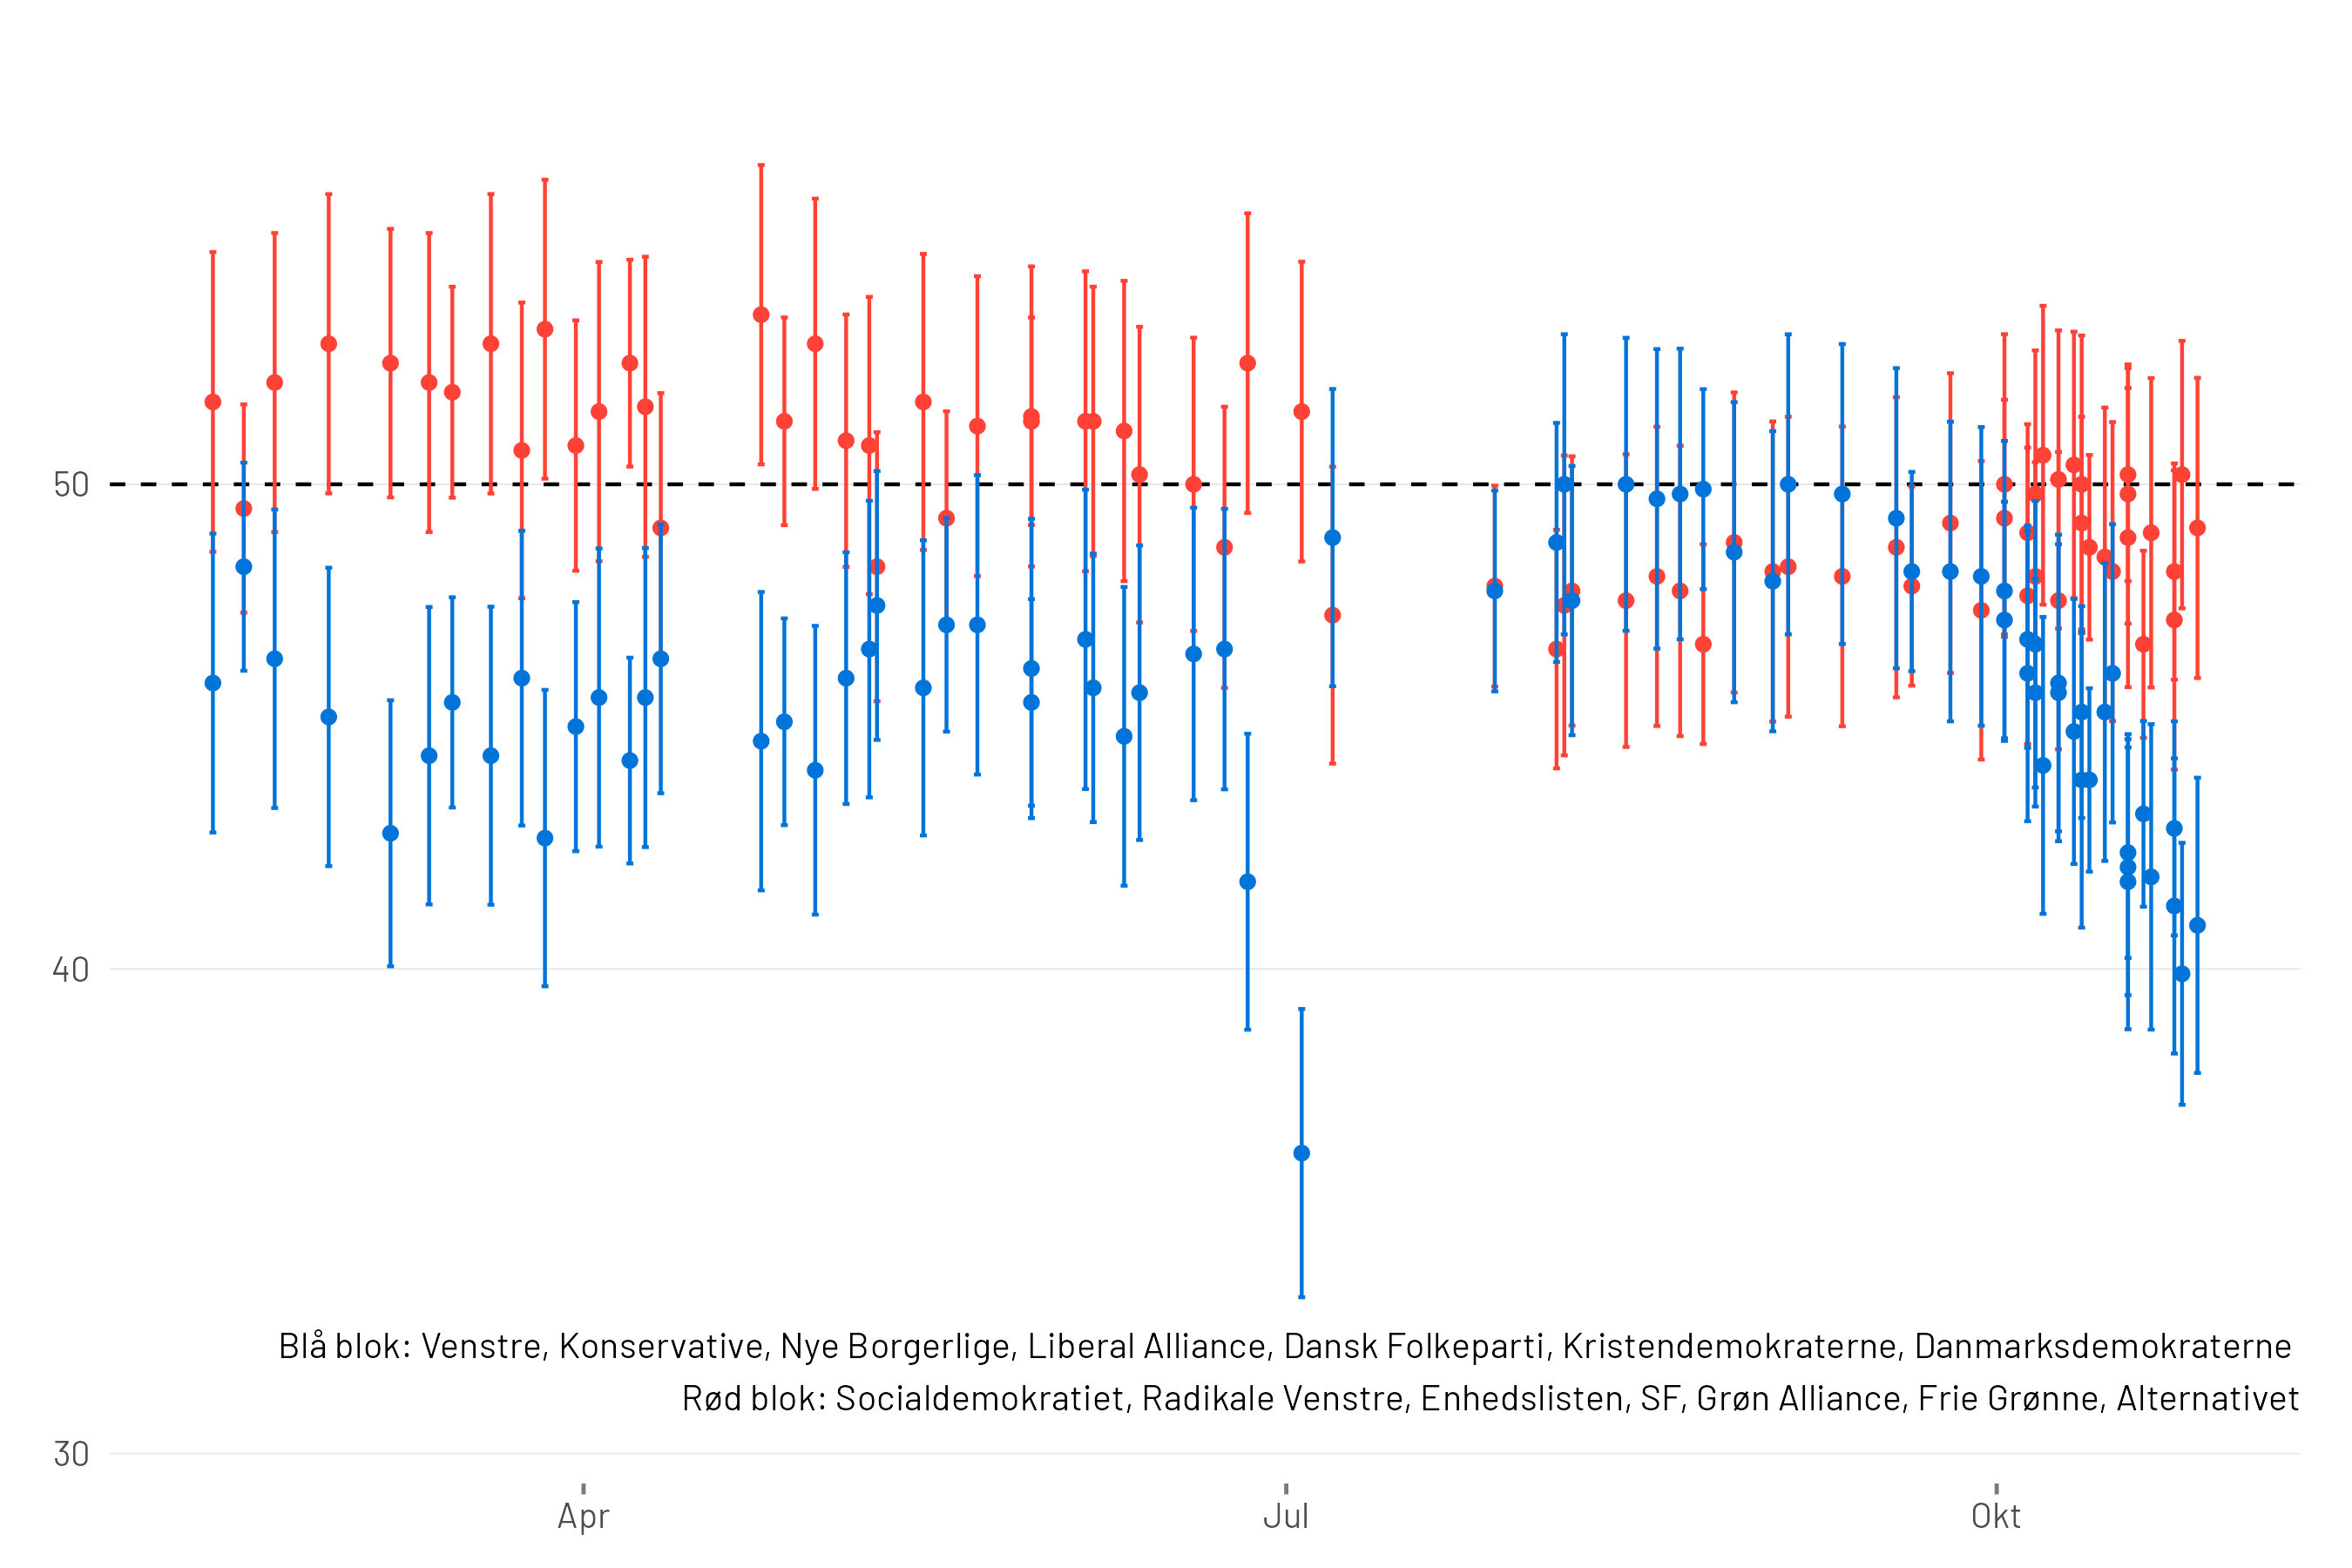 50
40
Blå blok: Venstre, Konservative, Nye Borgerlige, Liberal Alliance, Dansk Folkeparti, Kristendemokraterne, Danmarksdemokraterne
Rød blok: Socialdemokratiet, Radikale Venstre, Enhedslisten, SF, Grøn Alliance, Frie Grønne, Alternativet
30
Apr Jul Okt